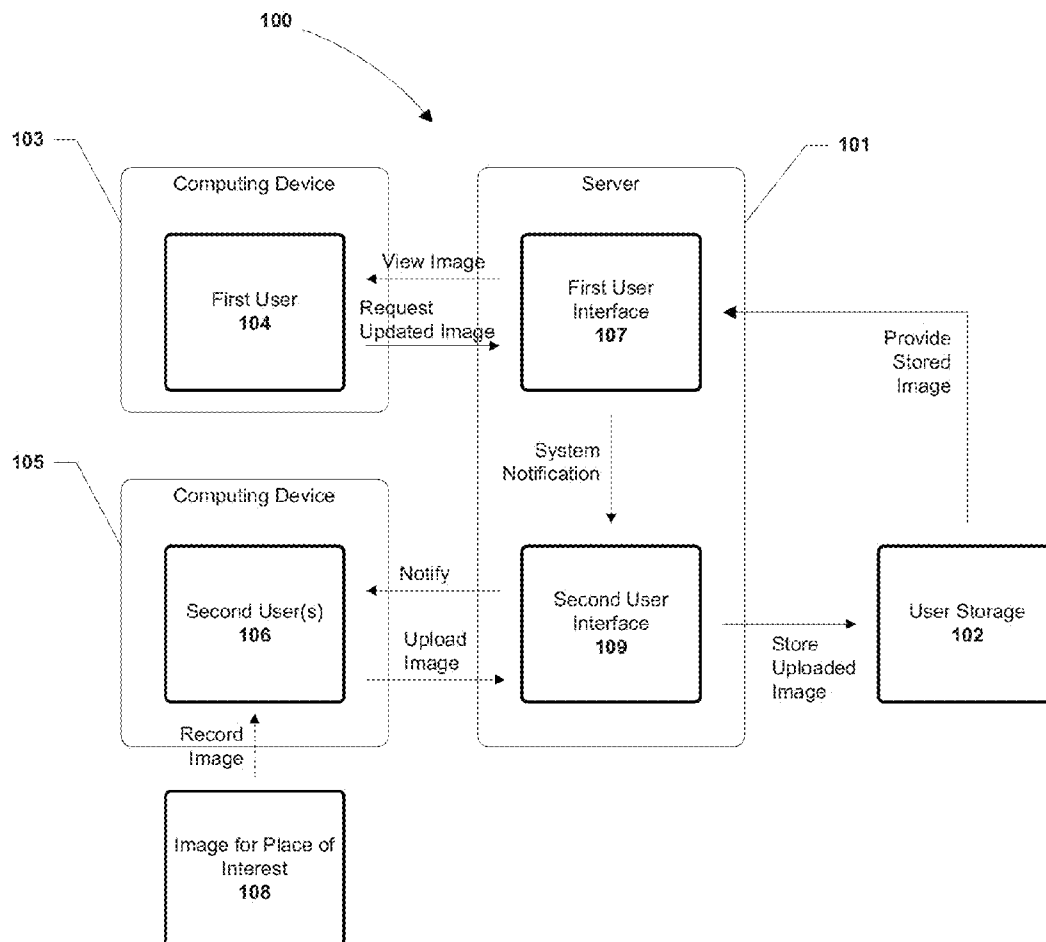 100
103
101
Computing Device
Server
View Image
First User
104
Request
Updated Image
First User
Interface
107
Provide
Stored
Image
System
Notification
105
Computing Device
Notify
Second User(s)
106
Upload
Image
Second User
Interface
109
User Storage
102
Store
Uploaded
Image
Record
Image
Image for Place of
Interest
108